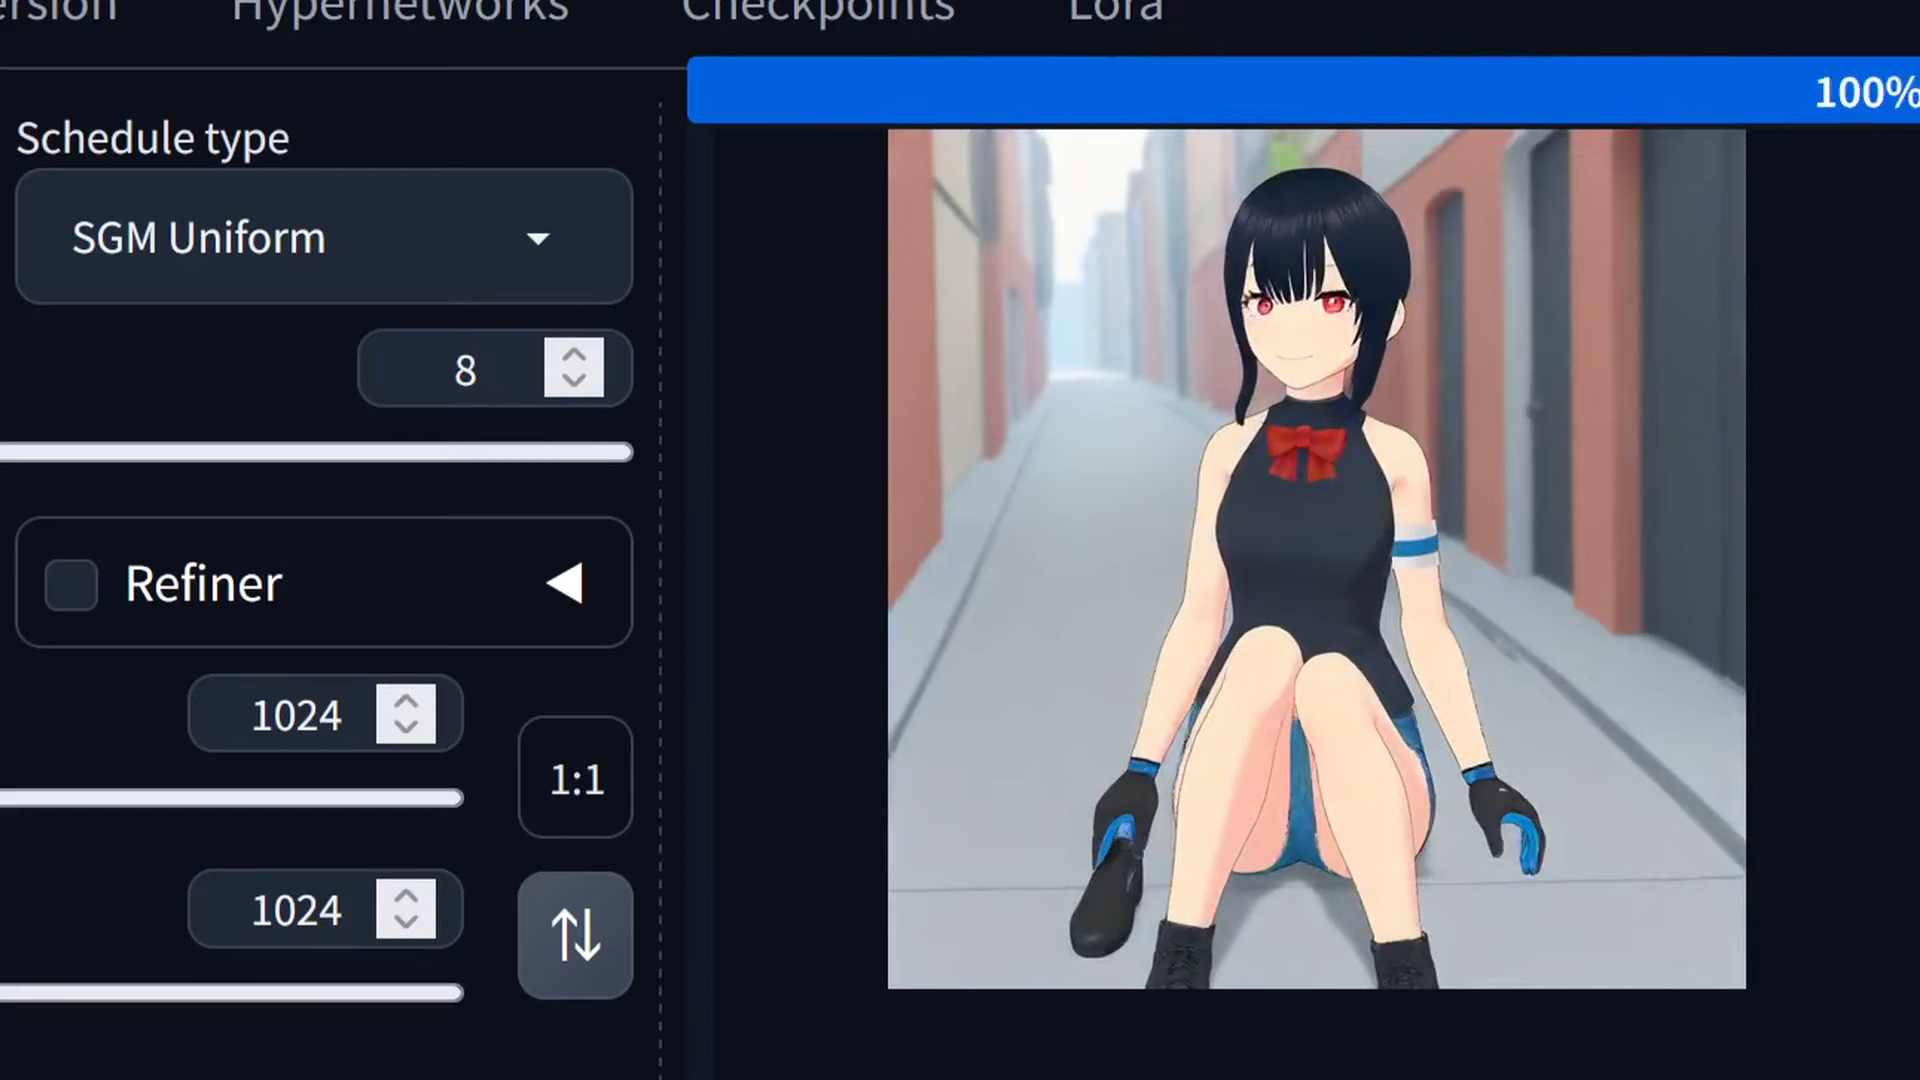 Hypernetworks Checkpoints Lora
100%
Schedule type
SGM Uniform
8
Refiner
1024
1:1
1024